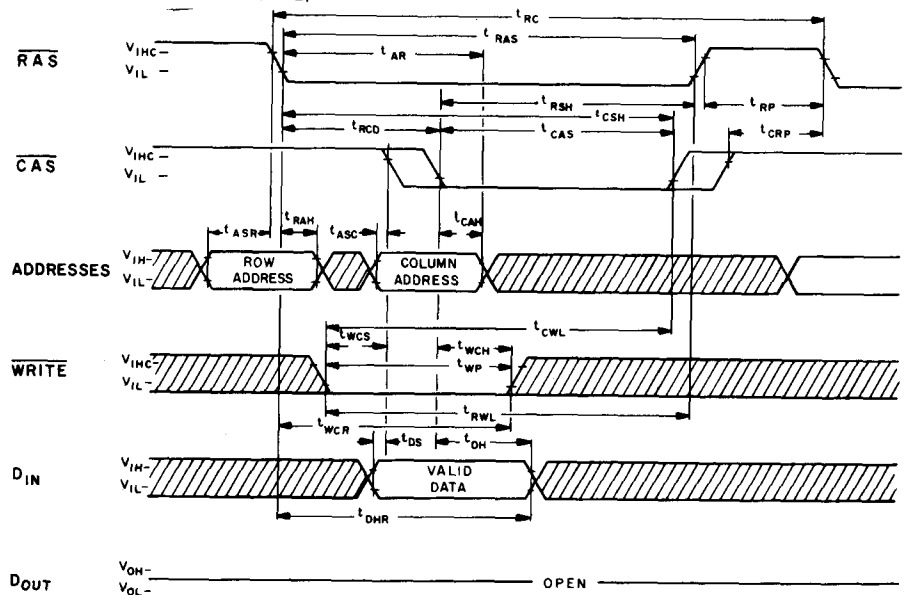 tRC
tRAS
tAR
RAS
VIHC
VIL
tRSH
tRP
tCSH
tRCD
tCAS
tCRP
CAS
VIHC
VIL
tASR
tRAH
tASC
tCAH
ADDRESSES
VIH
VIL
ROW ADDRESS
COLUMN ADDRESS
tCWL
tWCS
tWCH
tWP
WRITE
VIHC
VIL
tRWL
tWCR
tDS
tDH
DIN
VIH
VIL
VALID DATA
tDHR
DOUT
VOH
VOL
OPEN